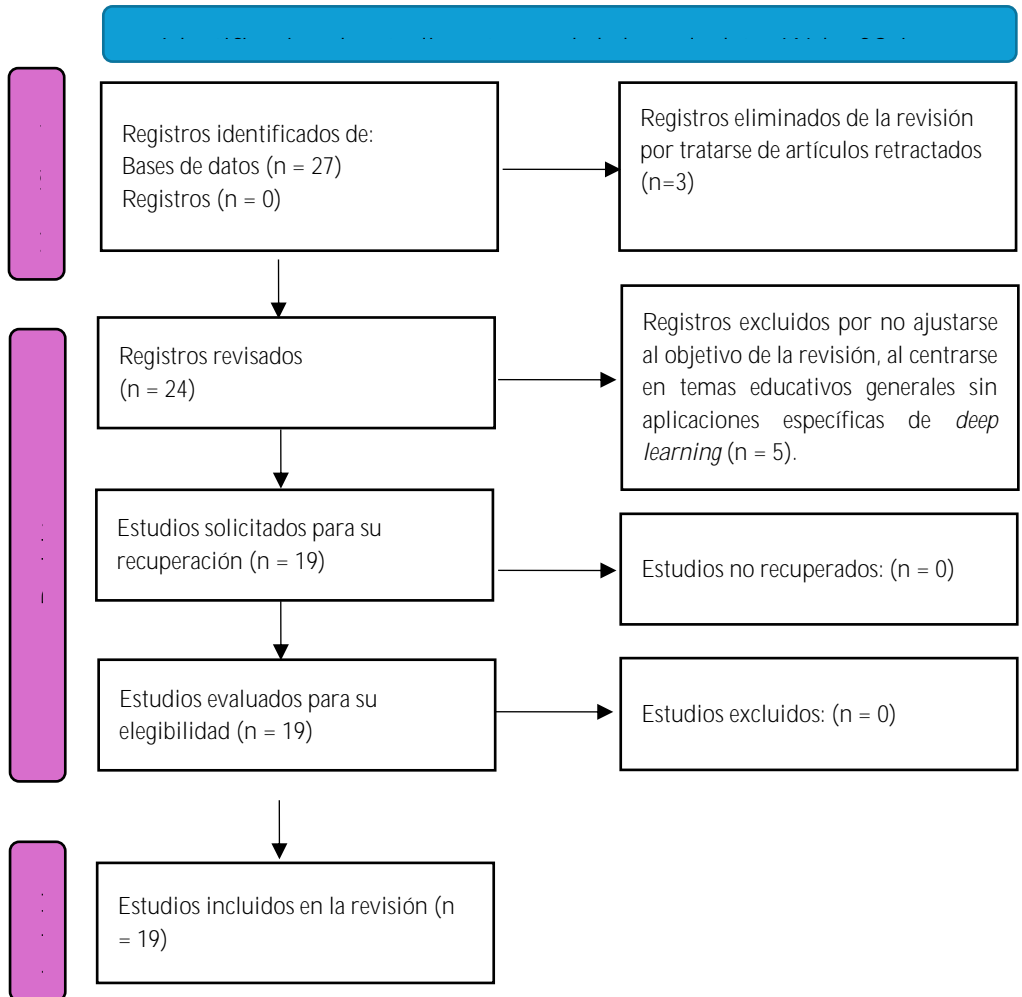 Registros identificados de:
Bases de datos (n = 27)
Registros (n = 0)
Registros eliminados de la revisión
por tratarse de artículos retractados
(n=3)
Registros revisados
(n = 24)
Registros excluidos por no ajustarse
al objetivo de la revisión, al centrarse
en temas educativos generales sin
aplicaciones específicas de deep
learning (n = 5).
Estudios solicitados para su
recuperación (n = 19)
Estudios no recuperados: (n = 0)
Estudios evaluados para su
elegibilidad (n = 19)
Estudios excluidos: (n = 0)
Estudios incluidos en la revisión (n
= 19)